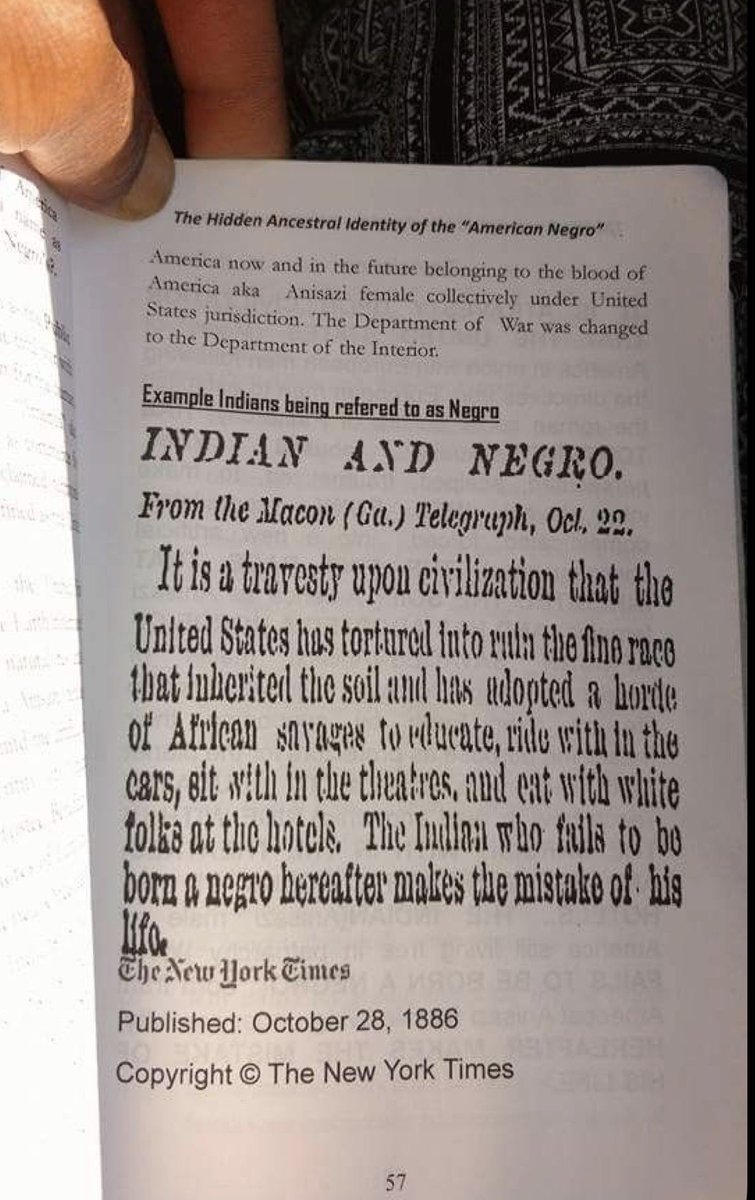 America
name as
Negro
The Hidden Ancestral Identity of the "American Negro"
America now and in the future belonging to the blood of
America aka Anisazi female collectively under United
States jurisdiction. The Department of War was changed
to the Department of the Interior.
Example Indians being refered to as Negro
INDIAN AND NEGRO.
From the Macon (Ga.) Telegraph, Oct. 22.
It is a travesty upon civilization that the
United States has tortured into ruin the fine race
that inherited the soil and has adopted a horde
of African savages to educate, ride with in the
cars, sit with in the theatres, and eat with white
folks at the hotels. The Indian who fails to be
born a negro hereafter makes the mistake of his
life.
The New York Times
Published: October 28, 1886
Copyright © The New York Times
57